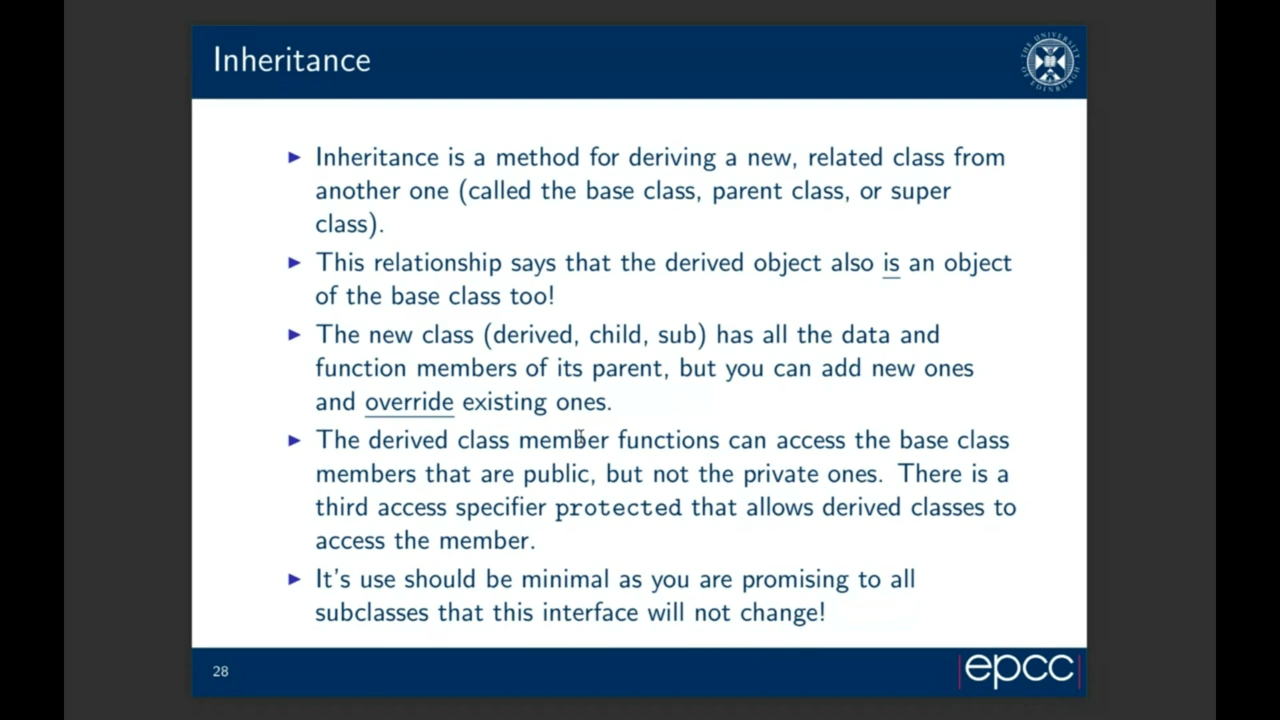 Inheritance
THE UNIVERSITY OF EDINBURGH
▶ Inheritance is a method for deriving a new, related class from
another one (called the base class, parent class, or super
class).
▶ This relationship says that the derived object also is an object
of the base class too!
▶ The new class (derived, child, sub) has all the data and
function members of its parent, but you can add new ones
and override existing ones.
▶ The derived class member functions can access the base class
members that are public, but not the private ones. There is a
third access specifier protected that allows derived classes to
access the member.
▶ It's use should be minimal as you are promising to all
subclasses that this interface will not change!
28
epcc